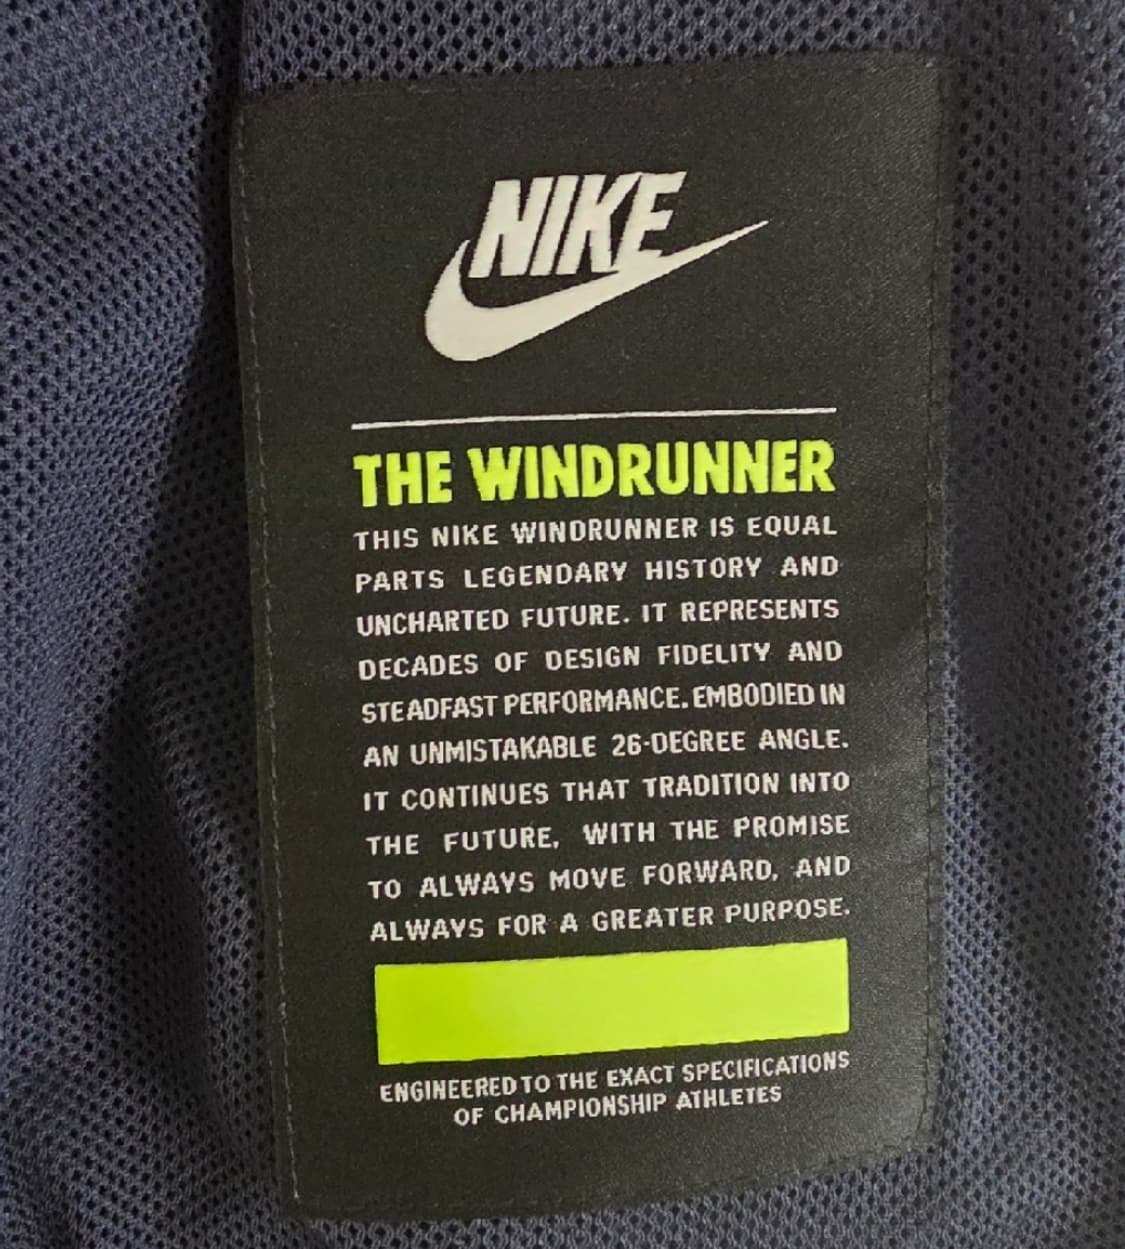 NIKE
THE WINDRUNNER
THIS NIKE WINDRUNNER IS EQUAL
PARTS LEGENDARY HISTORY AND
UNCHARTED FUTURE. IT REPRESENTS
DECADES OF DESIGN FIDELITY AND
STEADFAST PERFORMANCE. EMBODIED IN
AN UNMISTAKABLE 26-DEGREE ANGLE.
IT CONTINUES THAT TRADITION INTO
THE FUTURE, WITH THE PROMISE
TO ALWAYS MOVE FORWARD, AND
ALWAYS FOR A GREATER PURPOSE.
ENGINEERED TO THE EXACT SPECIFICATIONS
OF CHAMPIONSHIP ATHLETES